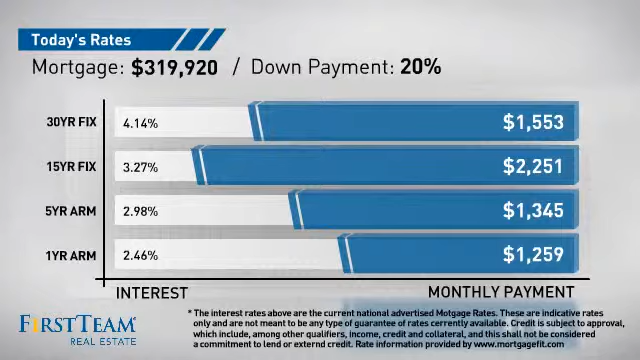 Today's Rates
Mortgage: $319,920 / Down Payment: 20%
30YR FIX 4.14% $1,553
15YR FIX 3.27% $2,251
5YR ARM 2.98% $1,345
1YR ARM 2.46% $1,259
INTEREST MONTHLY PAYMENT
FIRSTTEAM®
REAL ESTATE
* The interest rates above are the current national advertised Motgage Rates. These are indicative rates
only and are not meant to be any type of guarantee of rates cerrently available. Credit is subject to approval,
which include, among other qualifiers, income, credit and collateral, and this shall not be considered
a commitment to lend or externd credit. Rate information provided by www.mortgagefit.com